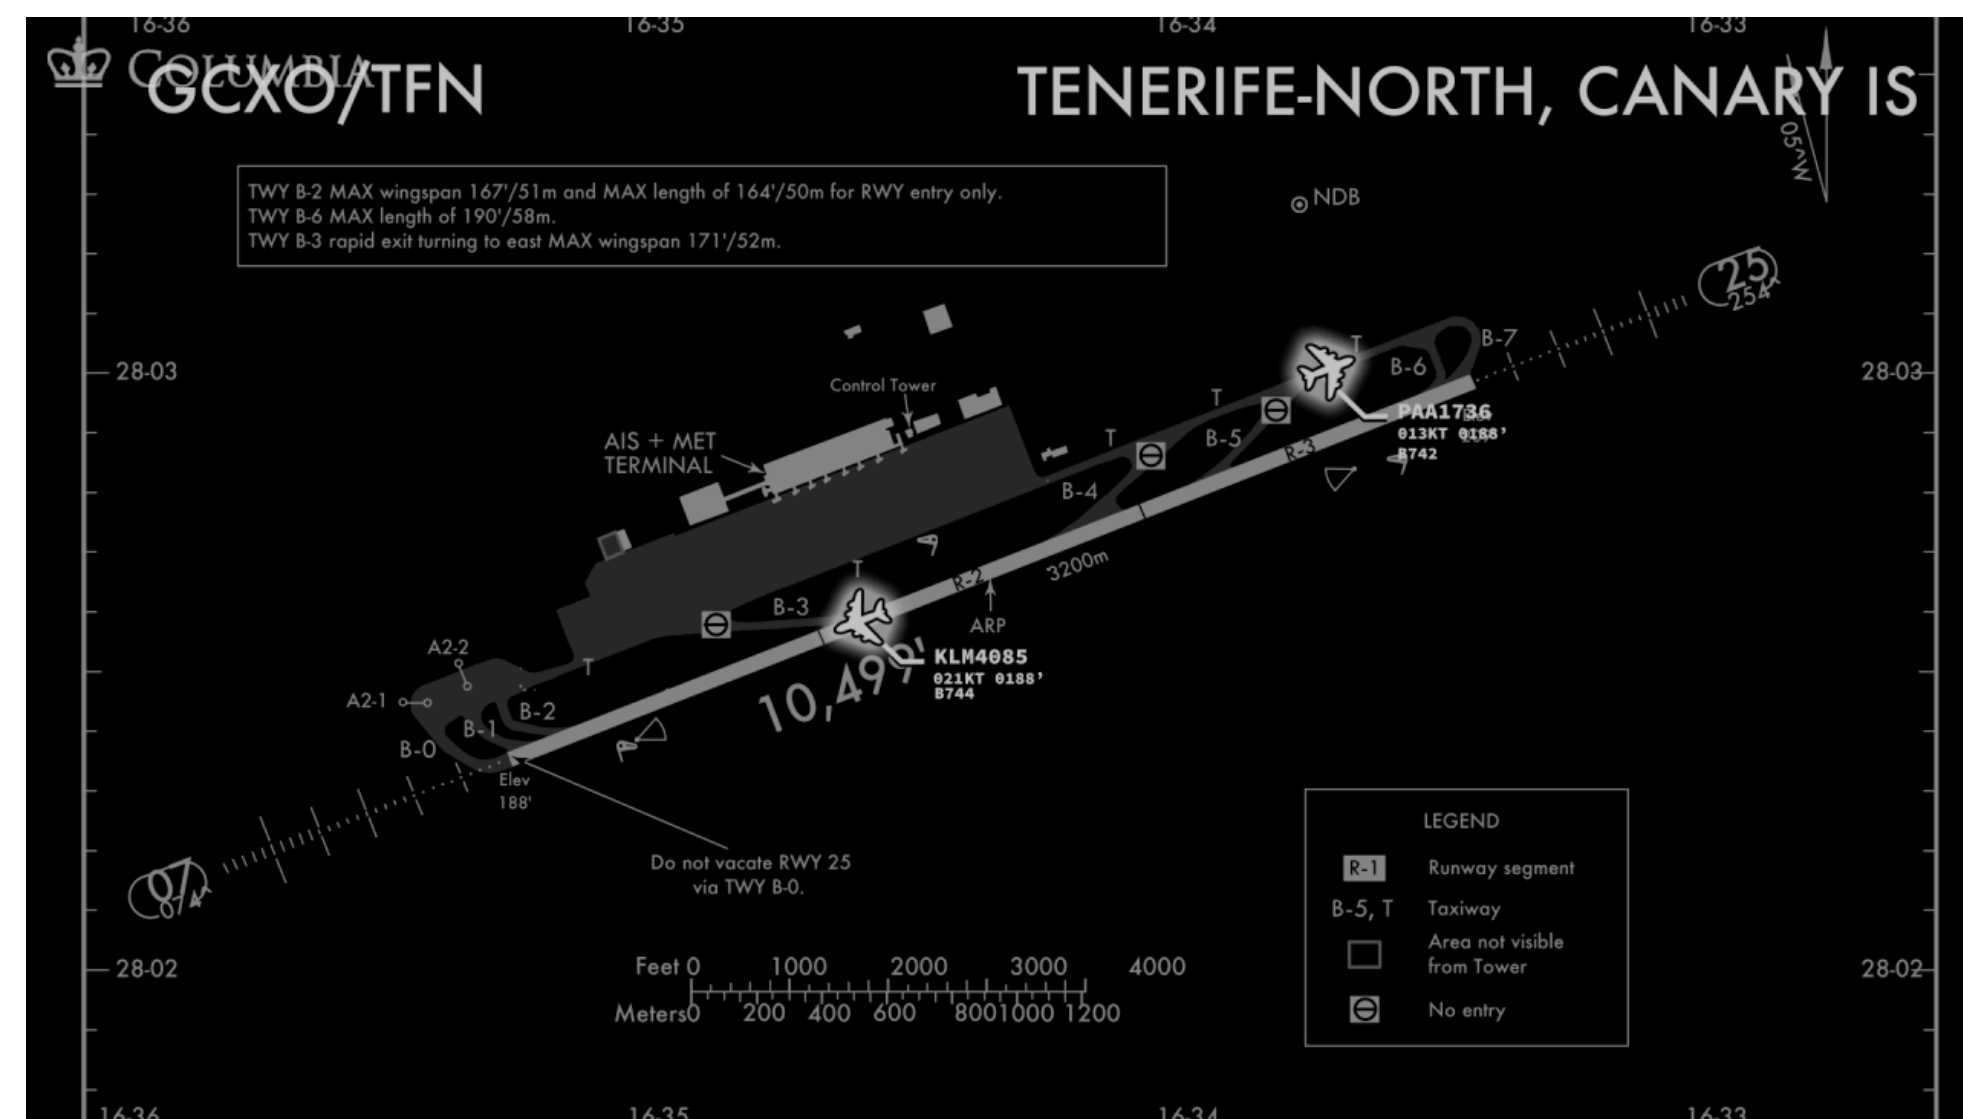 16-36 16-35 16-34 16-33
COLUMBIA
GCXO/TFN
TENERIFE-NORTH, CANARY IS
05^W
TWY B-2 MAX wingspan 167'/51m and MAX length of 164'/50m for RWY entry only.
TWY B-6 MAX length of 190'/58m.
TWY B-3 rapid exit turning to east MAX wingspan 171'/52m.
NDB
25
254^
B-7
T
B-6
28-03
28-03
Control Tower
T
PAA1736
013KT 0188'
B742
AIS + MET
TERMINAL
T
B-5
R-3
B-4
3200m
T
R-2
B-3
ARP
10,499'
KLM4085
021KT 0188'
B744
A2-2
T
A2-1
B-2
B-1
B-0
Elev
188'
Do not vacate RWY 25
via TWY B-0.
07
074^
LEGEND
R-1 Runway segment
B-5, T Taxiway
Area not visible
from Tower
No entry
28-02
28-02
Feet 0 1000 2000 3000 4000
Meters0 200 400 600 800 1000 1200
16-36 16-35 16-34 16-33